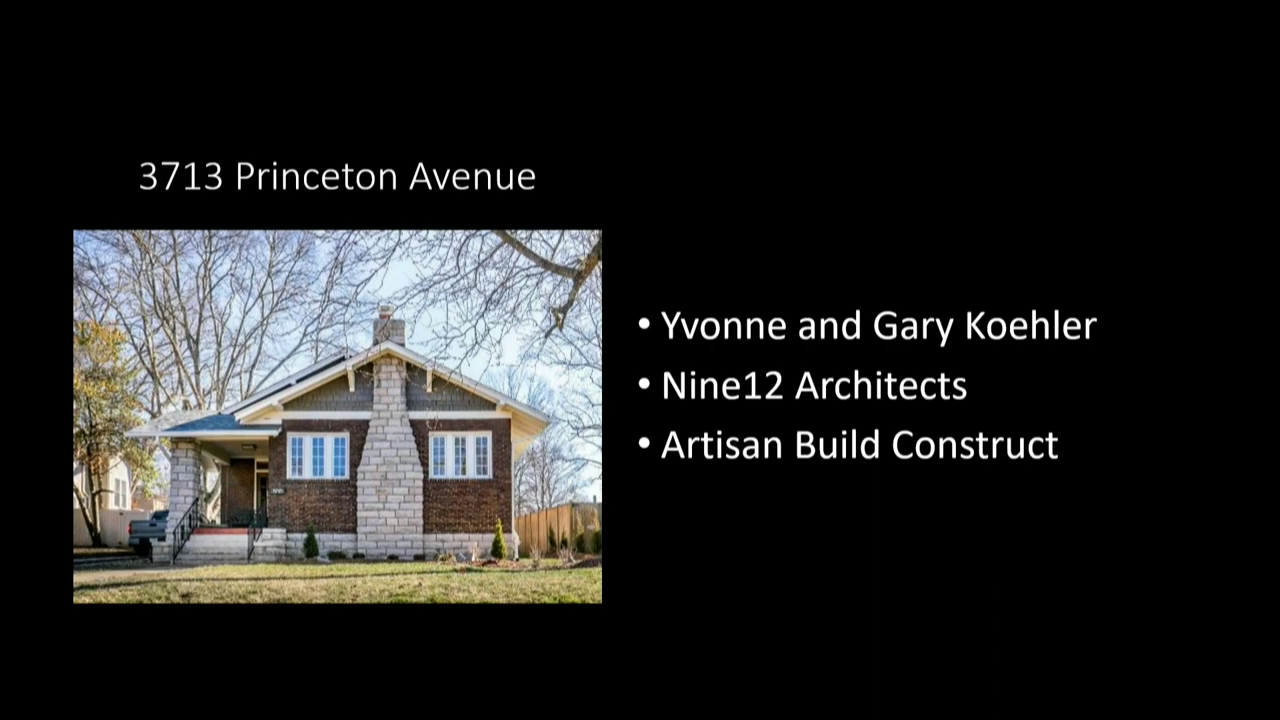 3713 Princeton Avenue
• Yvonne and Gary Koehler
• Nine12 Architects
• Artisan Build Construct